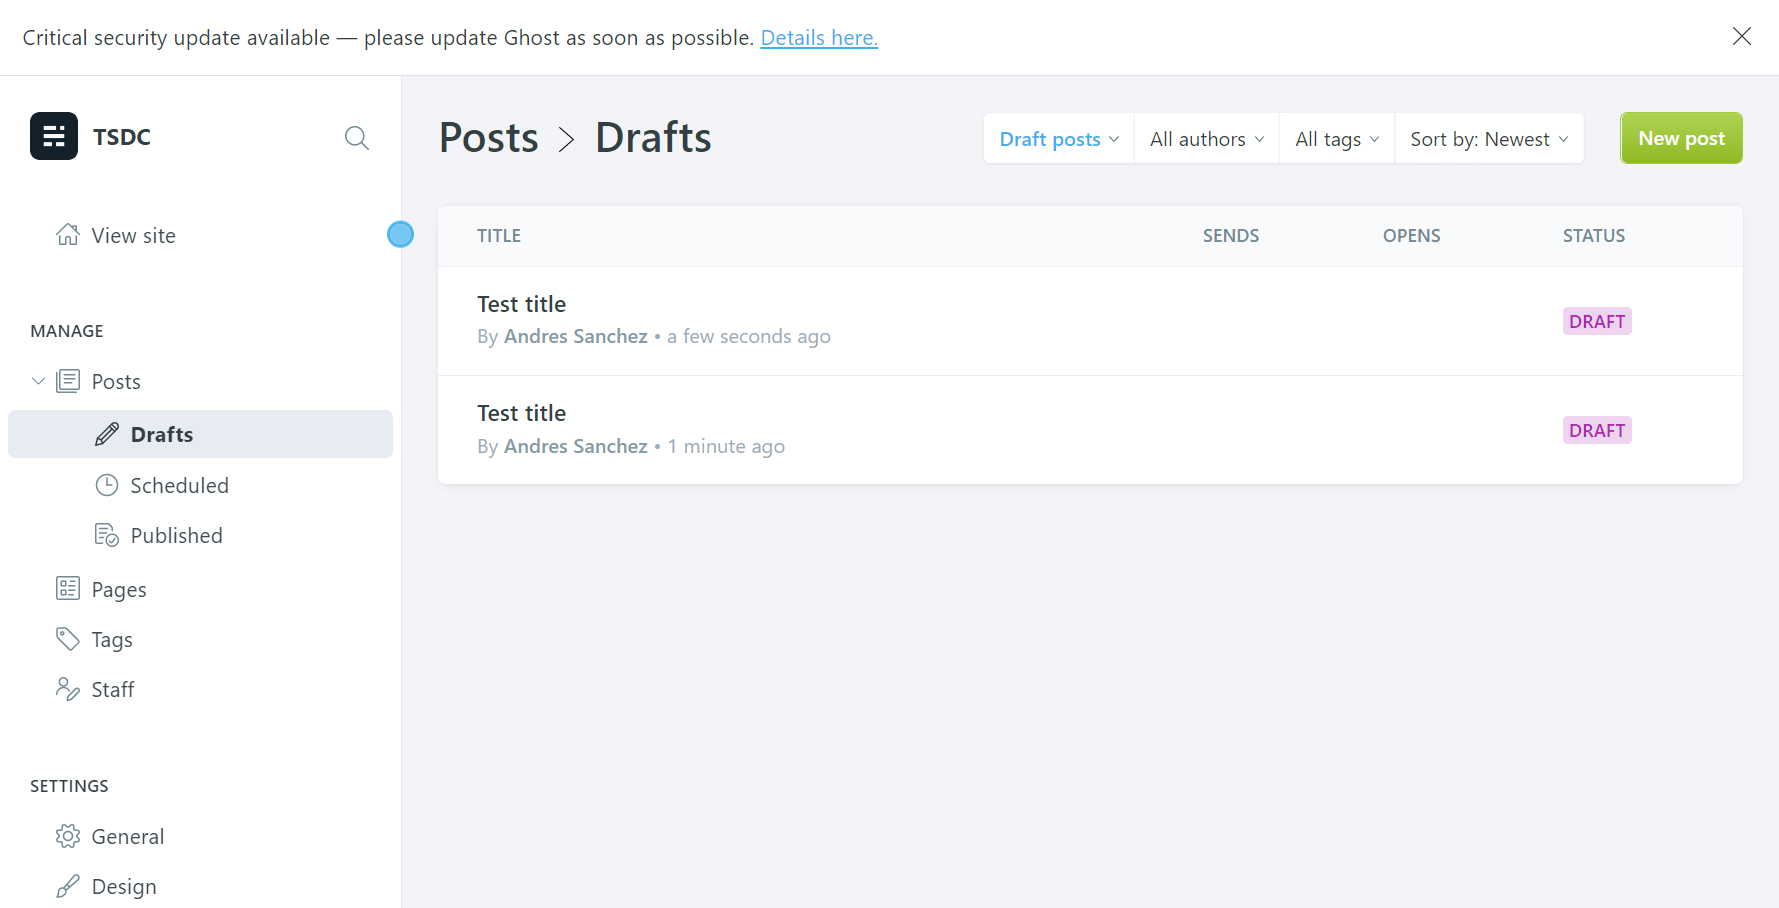 Critical security update available — please update Ghost as soon as possible. Details here.
TSDC
View site
MANAGE
Posts
Drafts
Scheduled
Published
Pages
Tags
Staff
SETTINGS
General
Design
Posts > Drafts
Draft posts
All authors
All tags
Sort by: Newest
New post
TITLE SENDS OPENS STATUS
Test title
By Andres Sanchez • a few seconds ago
DRAFT
Test title
By Andres Sanchez • 1 minute ago
DRAFT